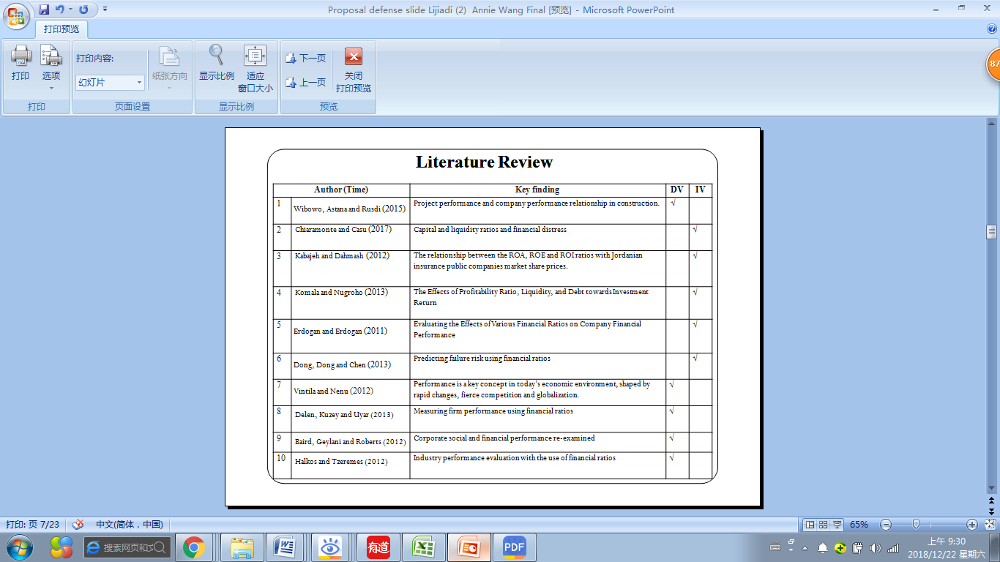 Proposal defense slide Lijiadi (2) Annie Wang Final [预览] - Microsoft PowerPoint
打印预览
87
打印
选项
打印内容:
幻灯片
纸张方向
显示比例
适应
窗口大小
下一页
上一页
关闭
打印预览
打印
页面设置
显示比例
预览
Literature Review
Author (Time) Key finding DV IV
1 Wibowo, Astana and Rusdi (2015) Project performance and company performance relationship in construction. √
2 Chiaramonte and Casu (2017) Capital and liquidity ratios and financial distress √
3 Kabajeh and Dahmash (2012) The relationship between the ROA, ROE and ROI ratios with Jordanian √
insurance public companies market share prices.
4 Komala and Nugroho (2013) The Effects of Profitability Ratio, Liquidity, and Debt towards Investment √
Return
5 Erdogan and Erdogan (2011) Evaluating the Effects of Various Financial Ratios on Company Financial √
Performance
6 Dong, Dong and Chen (2013) Predicting failure risk using financial ratios √
7 Vintila and Nenu (2012) Performance is a key concept in today's economic environment, shaped by √
rapid changes, fierce competition and globalization.
8 Delen, Kuzey and Uyar (2013) Measuring firm performance using financial ratios √
9 Baird, Geylani and Roberts (2012) Corporate social and financial performance re-examined √
10 Halkos and Tzeremes (2012) Industry performance evaluation with the use of financial ratios √
打印: 页 7/23 中文(简体，中国) 65%
搜索网页和文
有道
PDF
上午 9:30
2018/12/22 星期六